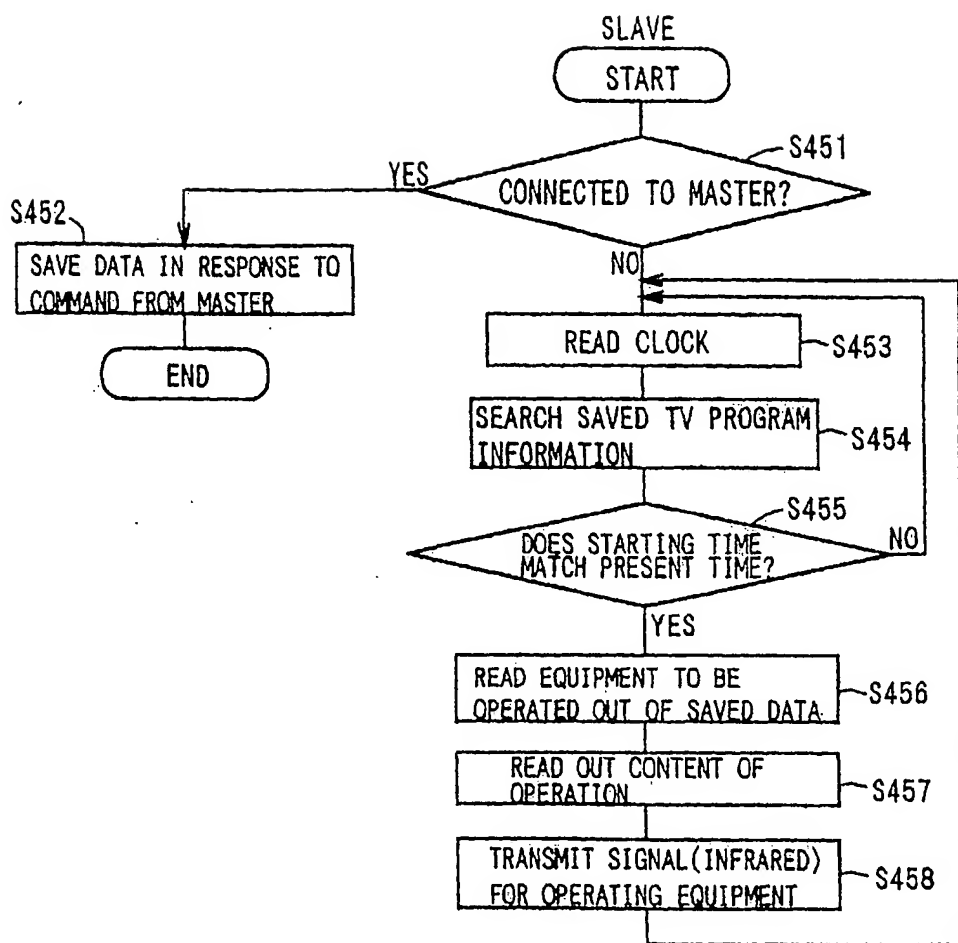 SLAVE
START
S451
YES
CONNECTED TO MASTER?
S452
SAVE DATA IN RESPONSE TO
COMMAND FROM MASTER
NO
END
READ CLOCK
S453
SEARCH SAVED TV PROGRAM
INFORMATION
S454
S455
DOES STARTING TIME
MATCH PRESENT TIME?
NO
YES
READ EQUIPMENT TO BE
OPERATED OUT OF SAVED DATA
S456
READ OUT CONTENT OF
OPERATION
S457
TRANSMIT SIGNAL(INFRARED)
FOR OPERATING EQUIPMENT
S458